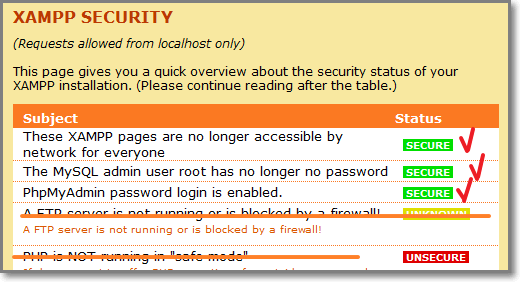 XAMPP SECURITY
(Requests allowed from localhost only)
This page gives you a quick overview about the security status of your
XAMPP installation. (Please continue reading after the table.)
Subject Status
These XAMPP pages are no longer accessible by
network for everyone SECURE
The MySQL admin user root has no longer no password SECURE
PhpMyAdmin password login is enabled. SECURE
A FTP server is not running or is blocked by a firewall! UNKNOWN
A FTP server is not running or is blocked by a firewall!
PHP is NOT running in "safe mode" UNSECURE